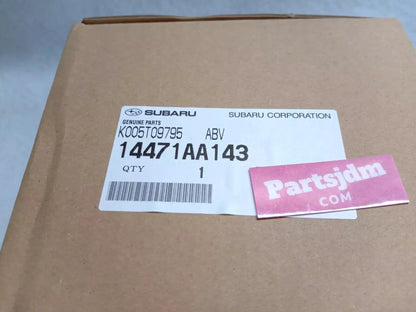 SUBARU SUBARU CORPORATION
GENUINE PARTS
K005T09795 ABV
14471AA143
QTY 1
Partsjdm
.COM